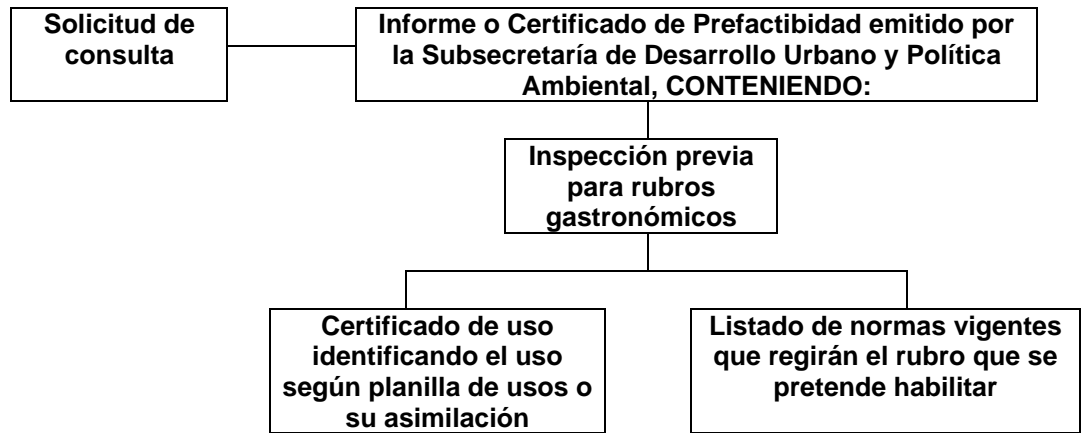 Solicitud de
consulta
Informe o Certificado de Prefactibidad emitido por
la Subsecretaría de Desarrollo Urbano y Política
Ambiental, CONTENIENDO:
Inspección previa
para rubros
gastronómicos
Certificado de uso
identificando el uso
según planilla de usos o
su asimilación
Listado de normas vigentes
que regirán el rubro que se
pretende habilitar